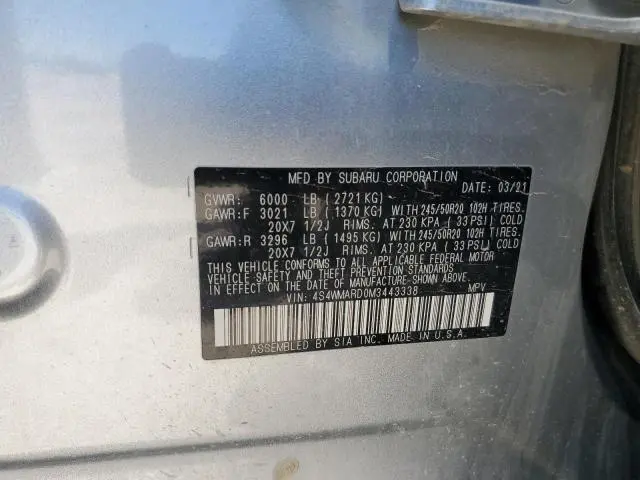 MFD BY SUBARU CORPORATION
DATE: 03/21
GVWR: 6000 LB ( 2721 KG)
GAWR:F 3021 LB ( 1370 KG) WITH 245/50R20 102H TIRES,
20X7 1/2J RIMS. AT 230 KPA ( 33 PSI) COLD
GAWR:R 3296 LB ( 1495 KG) WITH 245/50R20 102H TIRES,
20X7 1/2J RIMS. AT 230 KPA ( 33 PSI) COLD
THIS VEHICLE CONFORMS TO ALL APPLICABLE FEDERAL MOTOR
VEHICLE SAFETY AND THEFT PREVENTION STANDARDS
IN EFFECT ON THE DATE OF MANUFACTURE SHOWN ABOVE.
VIN: 4S4WMARD0M3443338 MPV
ASSEMBLED BY SIA INC. MADE IN U.S.A.